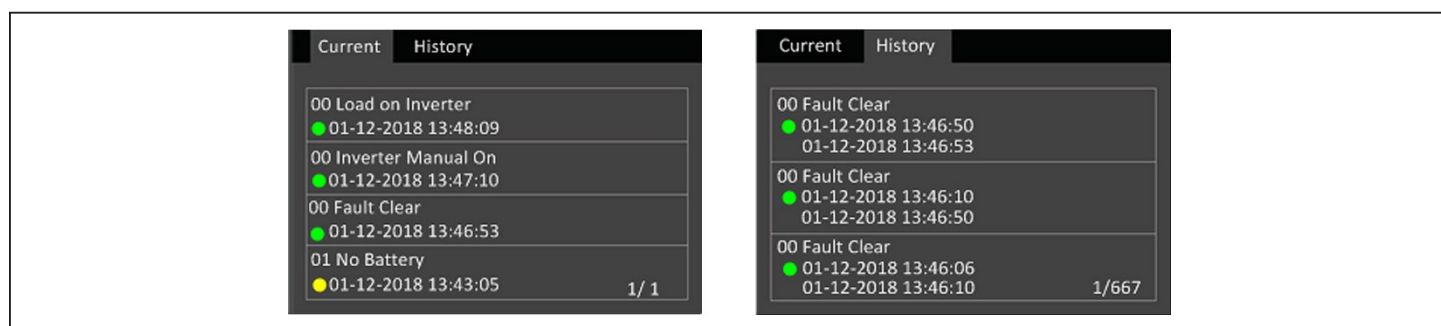 Current History
00 Load on Inverter
01-12-2018 13:48:09
00 Inverter Manual On
01-12-2018 13:47:10
00 Fault Clear
01-12-2018 13:46:53
01 No Battery
01-12-2018 13:43:05
1/ 1
Current History
00 Fault Clear
01-12-2018 13:46:50
01-12-2018 13:46:53
00 Fault Clear
01-12-2018 13:46:10
01-12-2018 13:46:50
00 Fault Clear
01-12-2018 13:46:06
01-12-2018 13:46:10
1/667